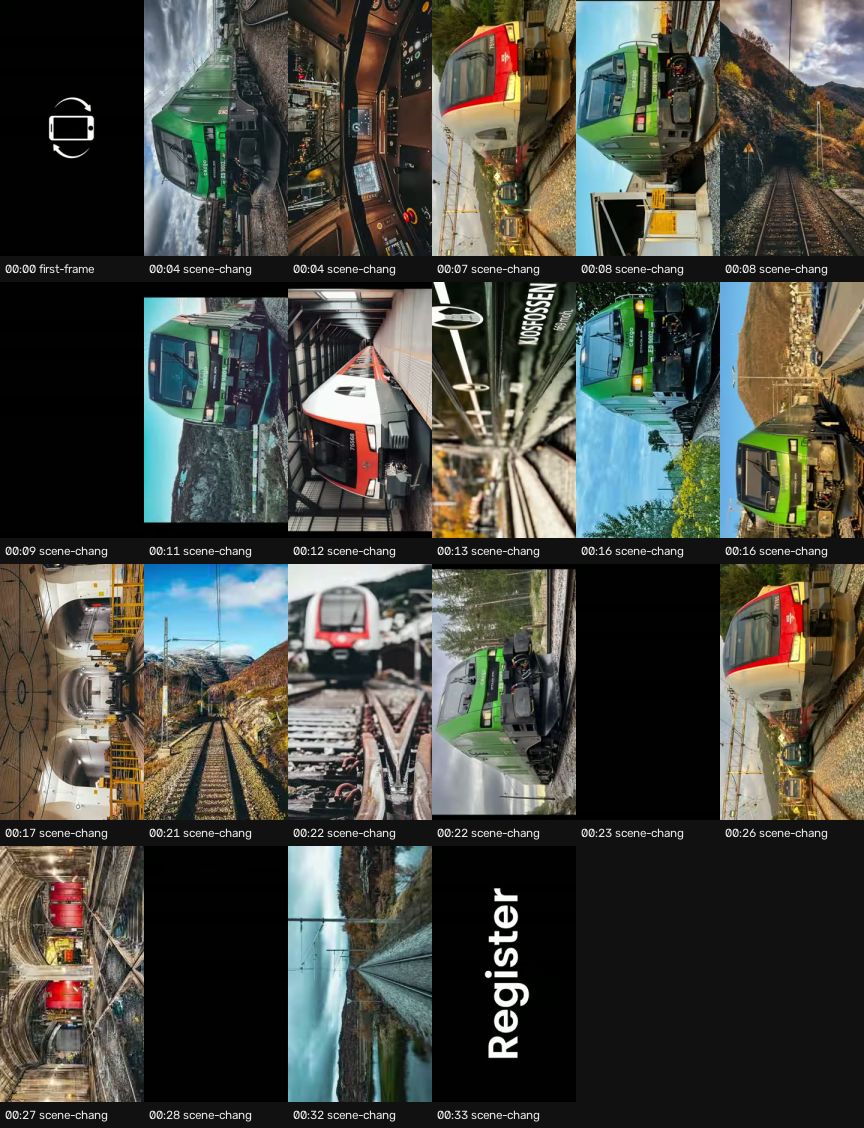 00:00 first-frame
00:04 scene-chang
00:04 scene-chang
00:07 scene-chang
00:08 scene-chang
00:08 scene-chang
KJOSFOSSEN
669 moh.
00:09 scene-chang
00:11 scene-chang
00:12 scene-chang
00:13 scene-chang
00:16 scene-chang
00:16 scene-chang
00:17 scene-chang
00:21 scene-chang
00:22 scene-chang
00:22 scene-chang
00:23 scene-chang
00:26 scene-chang
Register
00:27 scene-chang
00:28 scene-chang
00:32 scene-chang
00:33 scene-chang